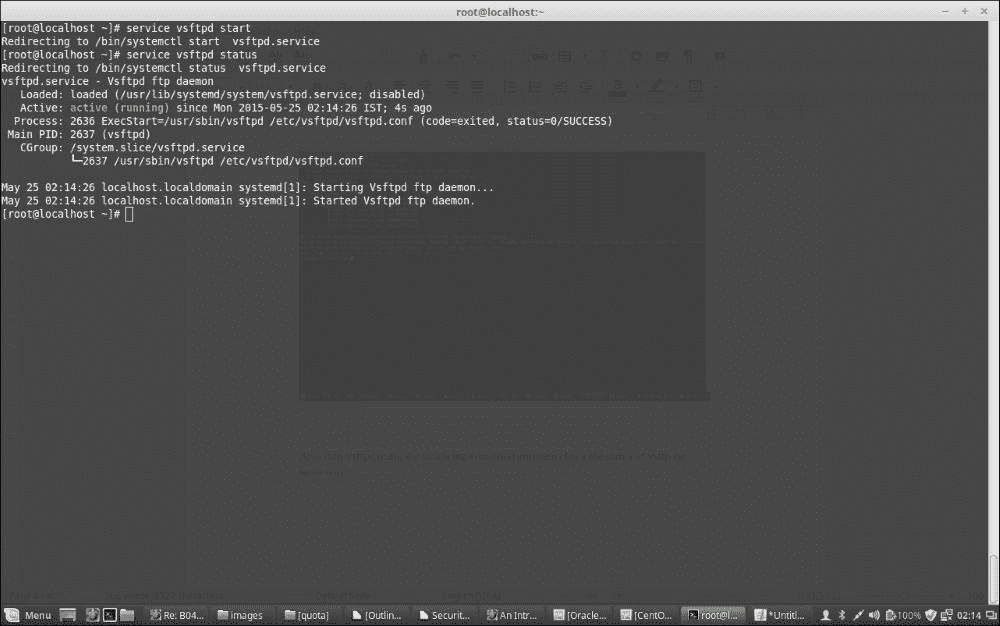 root@localhost:~
[root@localhost ~]# service vsftpd start
Redirecting to /bin/systemctl start  vsftpd.service
[root@localhost ~]# service vsftpd status
Redirecting to /bin/systemctl status  vsftpd.service
vsftpd.service - Vsftpd ftp daemon
   Loaded: loaded (/usr/lib/systemd/system/vsftpd.service; disabled)
   Active: active (running) since Mon 2015-05-25 02:14:26 IST; 4s ago
  Process: 2636 ExecStart=/usr/sbin/vsftpd /etc/vsftpd/vsftpd.conf (code=exited, status=0/SUCCESS)
 Main PID: 2637 (vsftpd)
   CGroup: /system.slice/vsftpd.service
           └─2637 /usr/sbin/vsftpd /etc/vsftpd/vsftpd.conf
May 25 02:14:26 localhost.localdomain systemd[1]: Starting Vsftpd ftp daemon...
May 25 02:14:26 localhost.localdomain systemd[1]: Started Vsftpd ftp daemon.
[root@localhost ~]#
Menu Re: B04... images [quota] [Outlin... Securit... An Intr... [Oracle... [CentO... root@l... *Untitl... 100% 02:14